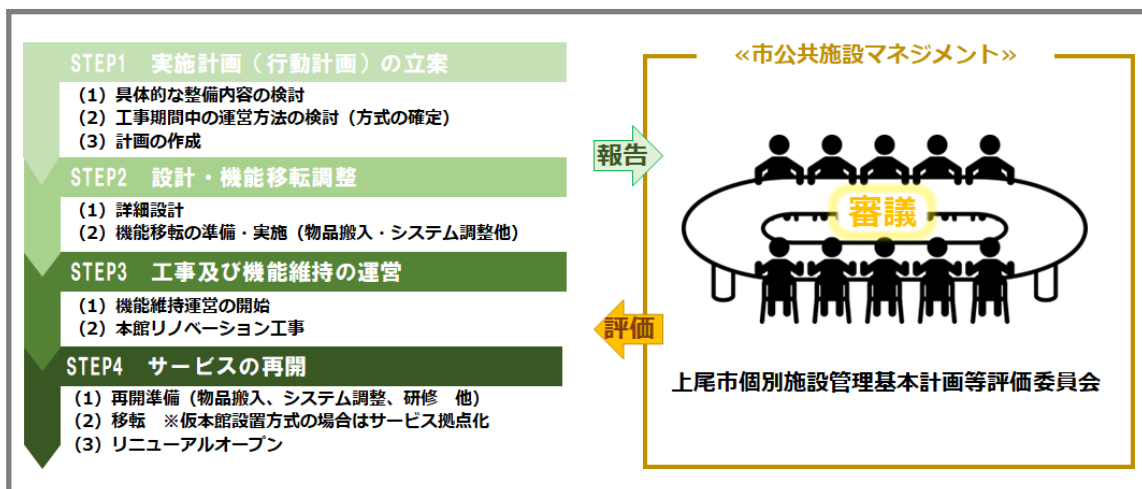 STEP1 実施計画（行動計画）の立案
(1) 具体的な整備内容の検討
(2) 工事期間中の運営方法の検討（方式の確定）
(3) 計画の作成
STEP2 設計・機能移転調整
(1) 詳細設計
(2) 機能移転の準備・実施（物品搬入・システム調整他）
STEP3 工事及び機能維持の運営
(1) 機能維持運営の開始
(2) 本館リノベーション工事
STEP4 サービスの再開
(1) 再開準備（物品搬入、システム調整、研修 他）
(2) 移転 ※仮本館設置方式の場合はサービス拠点化
(3) リニューアルオープン
報告
評価
≪市公共施設マネジメント≫
審議
上尾市個別施設管理基本計画等評価委員会